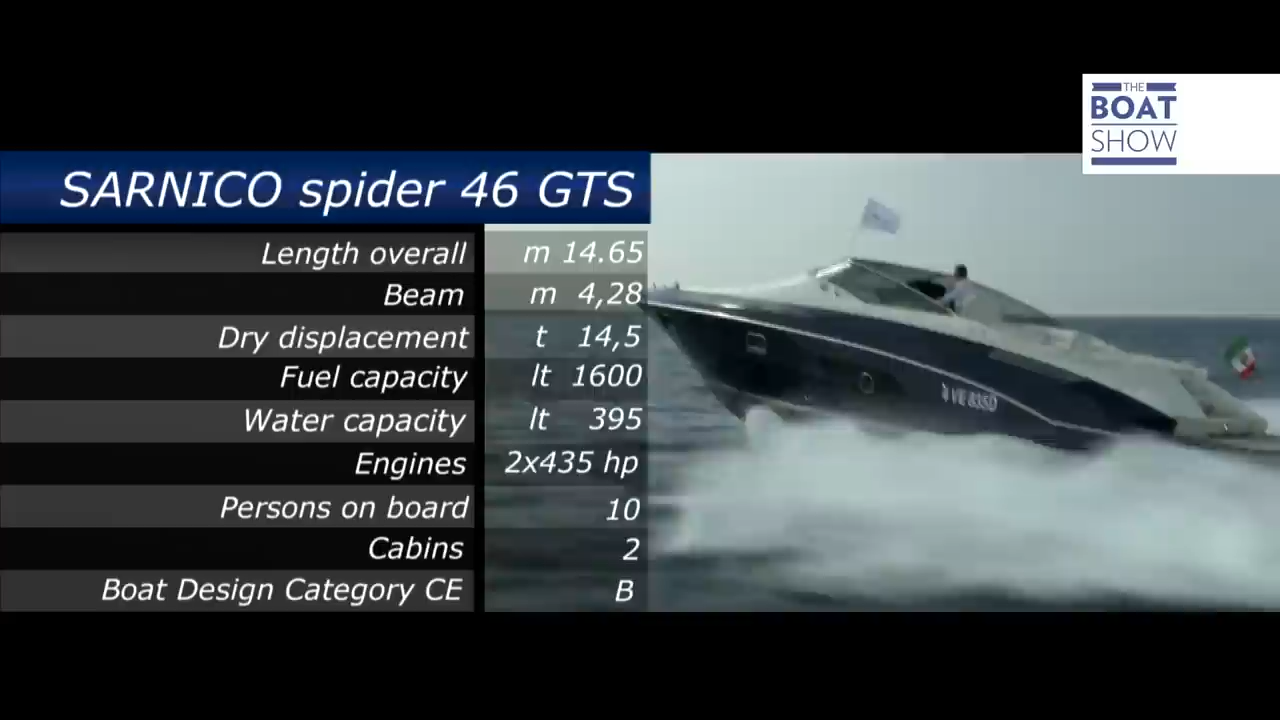 THE
BOAT
SHOW
SARNICO spider 46 GTS
Length overall m 14.65
Beam m 4,28
Dry displacement t 14,5
Fuel capacity lt 1600
Water capacity lt 395
Engines 2x435 hp
Persons on board 10
Cabins 2
Boat Design Category CE B